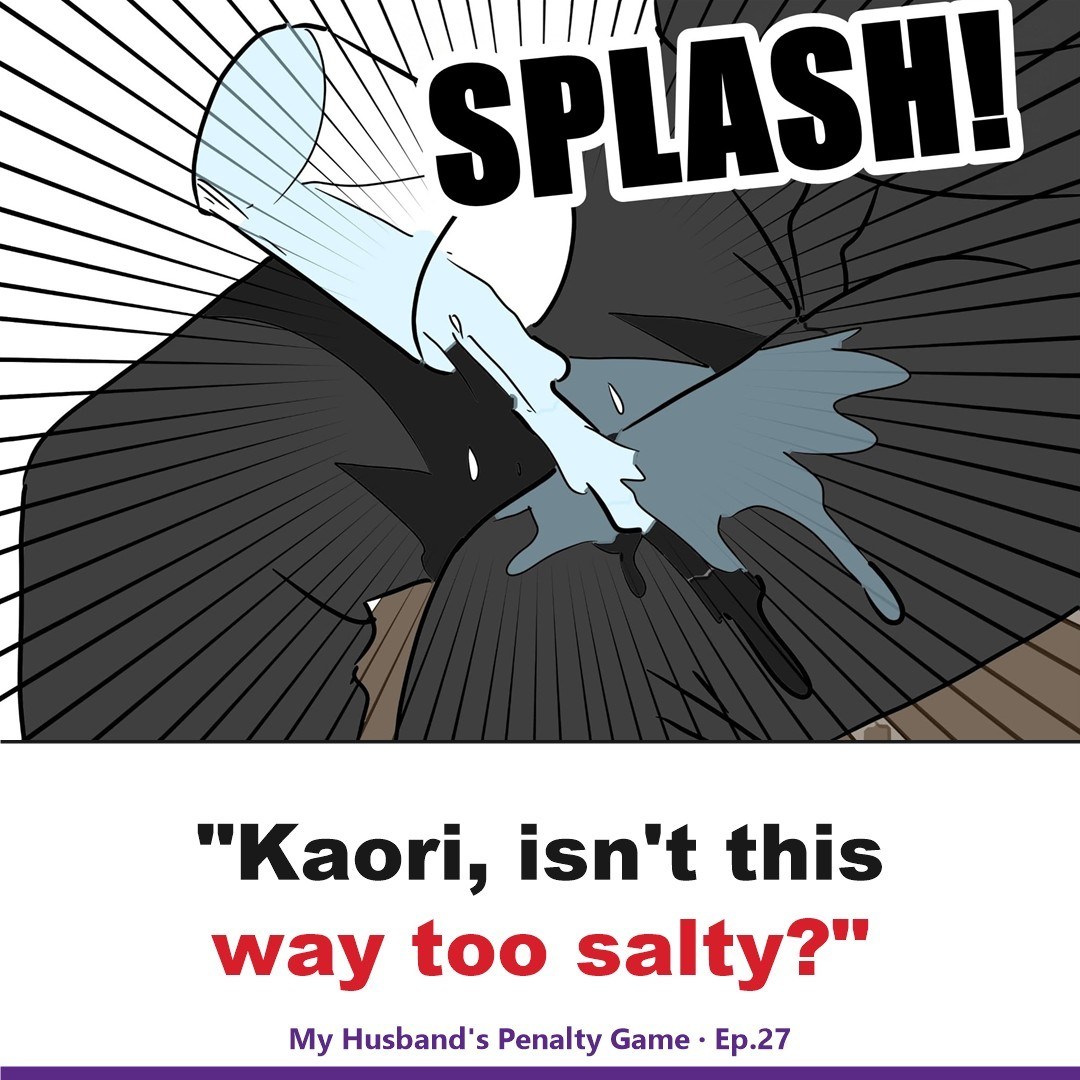 SPLASH!
"Kaori, isn't this
way too salty?"
My Husband's Penalty Game · Ep.27